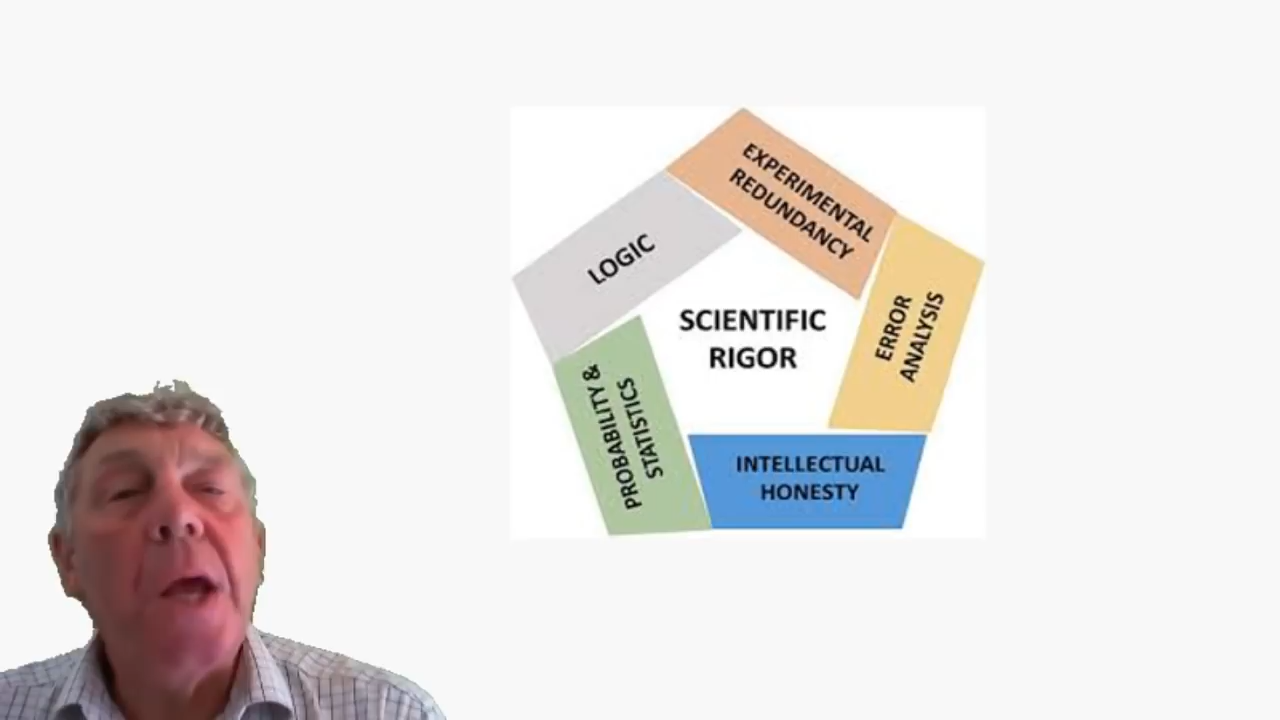 EXPERIMENTAL
REDUNDANCY
LOGIC
ERROR
ANALYSIS
SCIENTIFIC
RIGOR
PROBABILITY &
STATISTICS
INTELLECTUAL
HONESTY